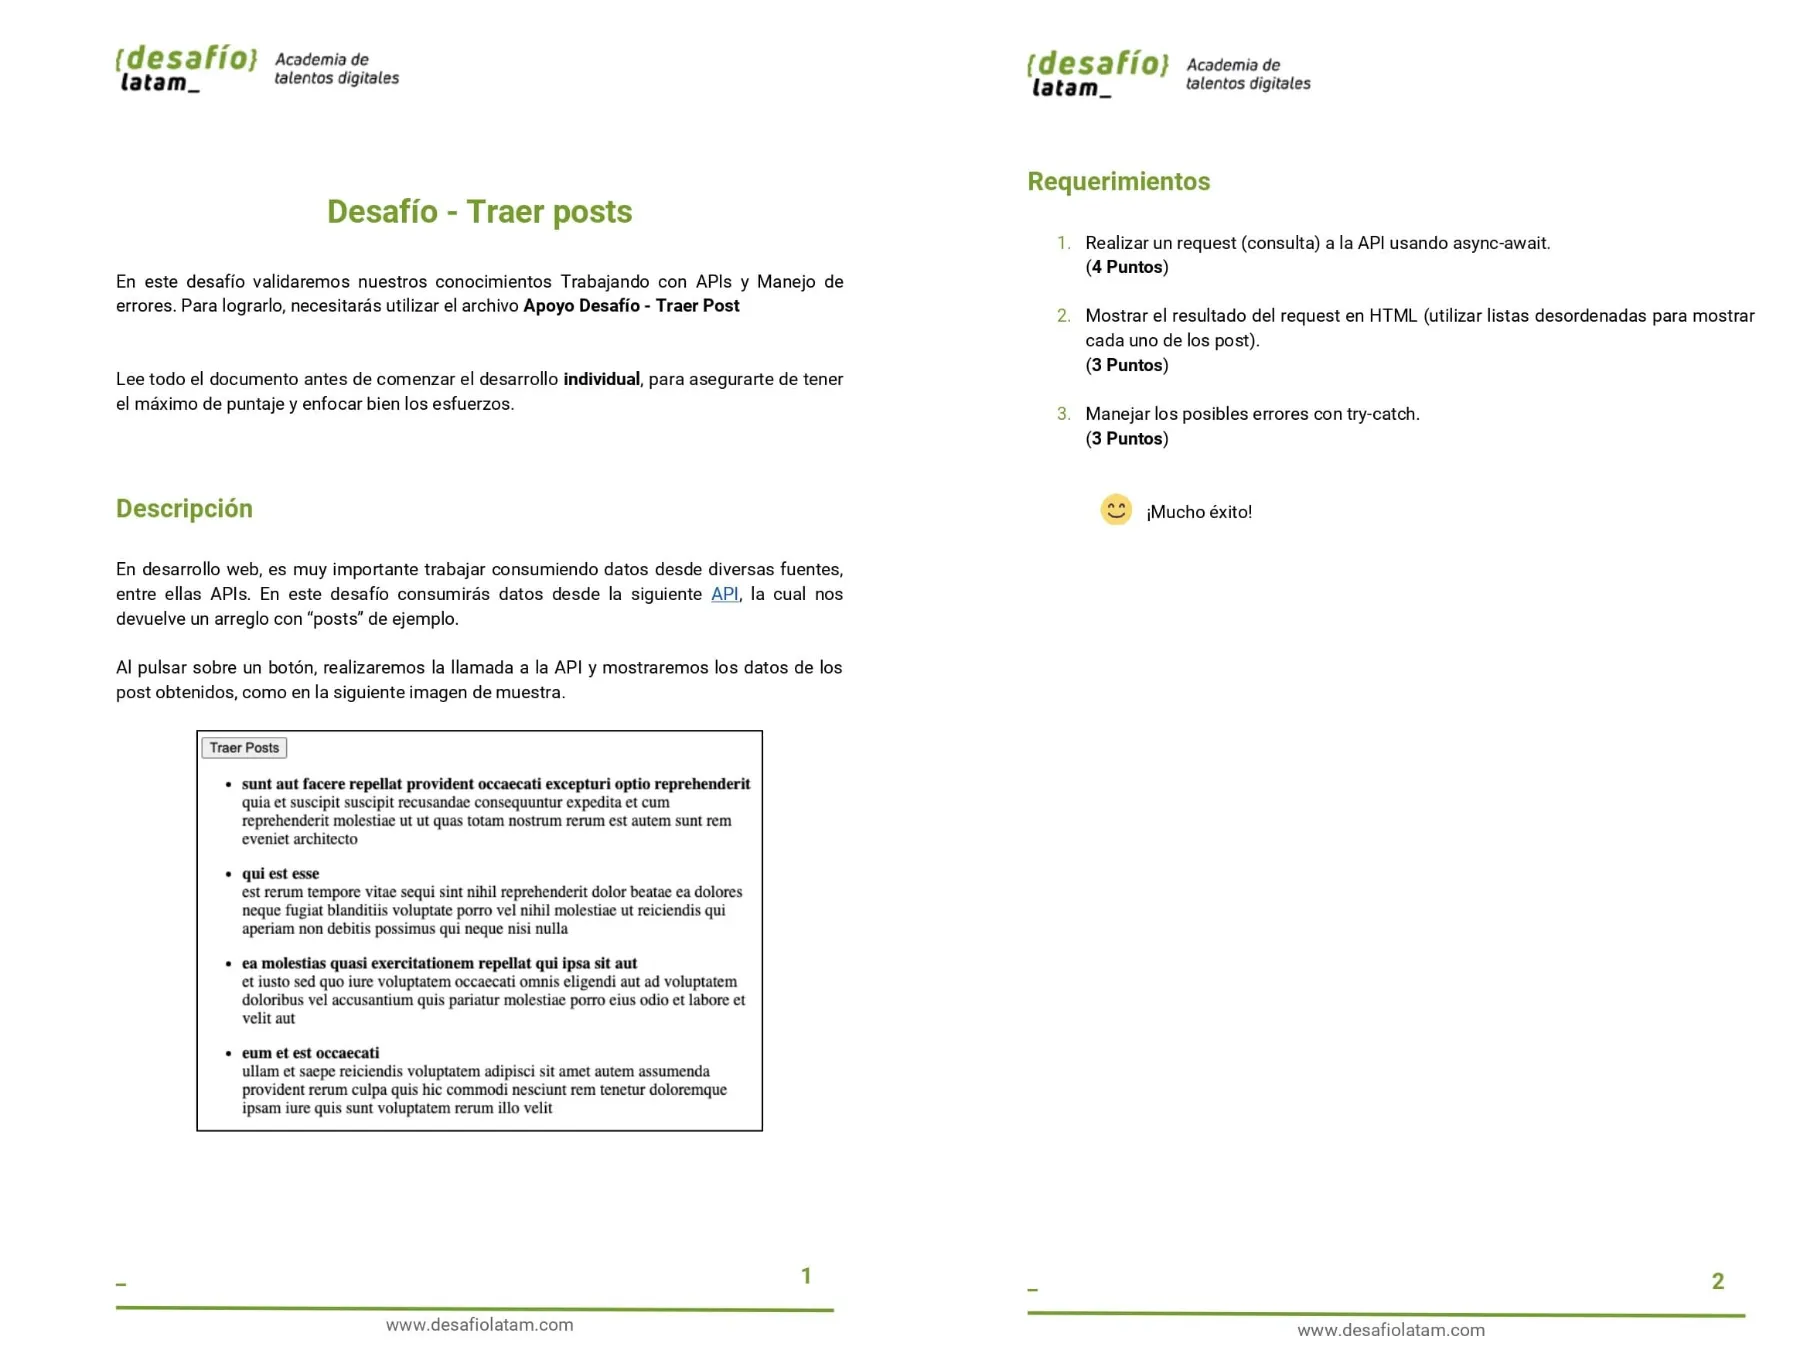 {desafío}
latam_
Academia de
talentos digitales
Desafío - Traer posts
En este desafío validaremos nuestros conocimientos Trabajando con APIs y Manejo de
errores. Para lograrlo, necesitarás utilizar el archivo Apoyo Desafío - Traer Post
Lee todo el documento antes de comenzar el desarrollo individual, para asegurarte de tener
el máximo de puntaje y enfocar bien los esfuerzos.
Descripción
En desarrollo web, es muy importante trabajar consumiendo datos desde diversas fuentes,
entre ellas APIs. En este desafío consumirás datos desde la siguiente API, la cual nos
devuelve un arreglo con “posts” de ejemplo.
Al pulsar sobre un botón, realizaremos la llamada a la API y mostraremos los datos de los
post obtenidos, como en la siguiente imagen de muestra.
Traer Posts
• sunt aut facere repellat provident occaecati excepturi optio reprehenderit
quia et suscipit suscipit recusandae consequuntur expedita et cum
reprehenderit molestiae ut ut quas totam nostrum rerum est autem sunt rem
eveniet architecto
• qui est esse
est rerum tempore vitae sequi sint nihil reprehenderit dolor beatae ea dolores
neque fugiat blanditiis voluptate porro vel nihil molestiae ut reiciendis qui
aperiam non debitis possimus qui neque nisi nulla
• ea molestias quasi exercitationem repellat qui ipsa sit aut
et iusto sed quo iure voluptatem occaecati omnis eligendi aut ad voluptatem
doloribus vel accusantium quis pariatur molestiae porro eius odio et labore et
velit aut
• eum et est occaecati
ullam et saepe reiciendis voluptatem adipisci sit amet autem assumenda
provident rerum culpa quis hic commodi nesciunt rem tenetur doloremque
ipsam iure quis sunt voluptatem rerum illo velit
_
1
www.desafiolatam.com
{desafío}
latam_
Academia de
talentos digitales
Requerimientos
1. Realizar un request (consulta) a la API usando async-await.
(4 Puntos)
2. Mostrar el resultado del request en HTML (utilizar listas desordenadas para mostrar
cada uno de los post).
(3 Puntos)
3. Manejar los posibles errores con try-catch.
(3 Puntos)
¡Mucho éxito!
_
2
www.desafiolatam.com